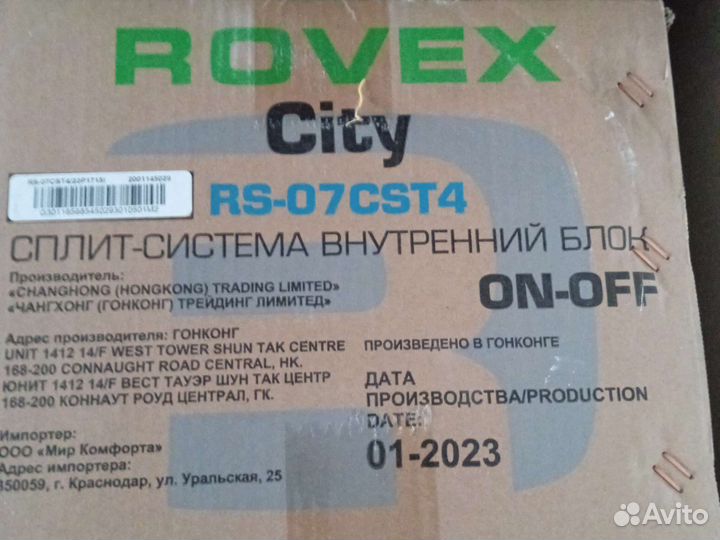 ROVEX
City
2001145029
RS-07CST4
СПЛИТ-СИСТЕМА ВНУТРЕННИЙ БЛОК
ON-OFF
Производитель:
«CHANGHONG (HONGKONG) TRADING LIMITED»
«ЧАНГХОНГ (ГОНКОНГ) ТРЕЙДИНГ ЛИМИТЕД»
Адрес производителя: ГОНКОНГ
UNIT 1412 14/F WEST TOWER SHUN TAK CENTRE
168-200 CONNAUGHT ROAD CENTRAL, HK.
ЮНИТ 1412 14/F ВЕСТ ТАУЭР ШУН ТАК ЦЕНТР
168-200 КОННАУТ РОУД ЦЕНТРАЛ, ГК.
ПРОИЗВЕДЕНО В ГОНКОНГЕ
ДАТА
ПРОИЗВОДСТВА/PRODUCTION
DATE:
01-2023
Импортер:
ООО «Мир Комфорта»
Адрес импортера:
350059, г. Краснодар, ул. Уральская, 25
Avito